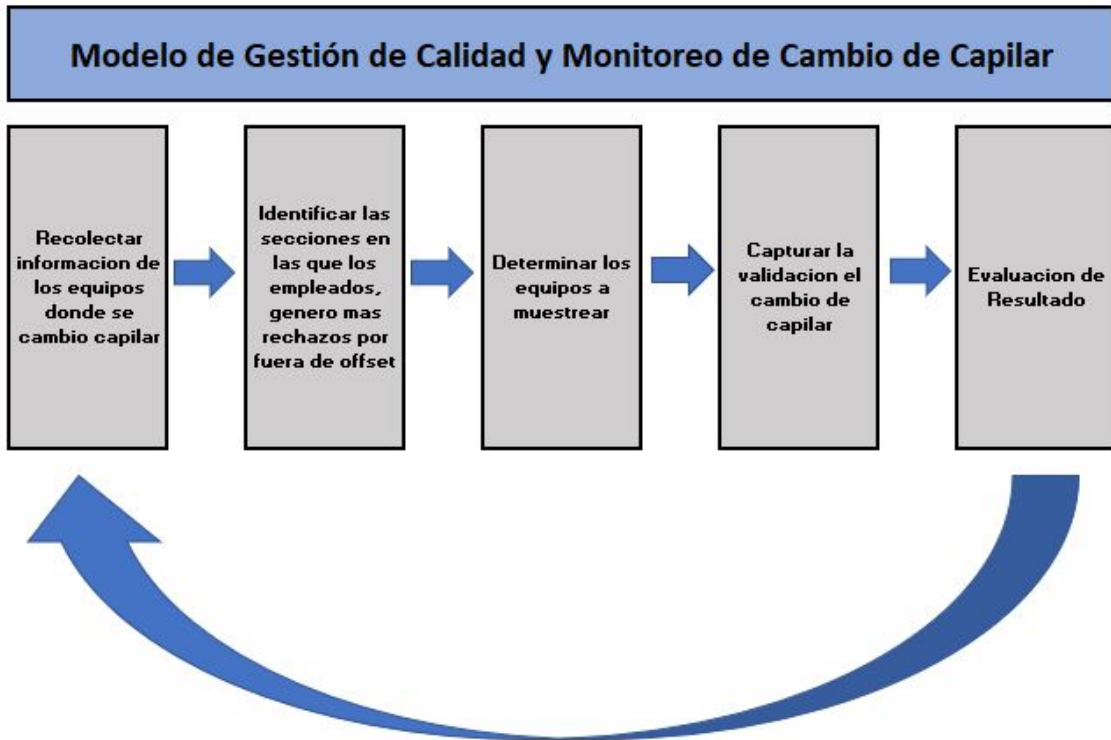 Modelo de Gestión de Calidad y Monitoreo de Cambio de Capilar
Recolectar
informacion de
los equipos
donde se
cambio capilar
Identificar las
secciones en
las que los
empleados,
genero mas
rechazos por
fuera de offset
Determinar los
equipos a
muestrear
Capturar la
validacion el
cambio de
capilar
Evaluacion de
Resultado